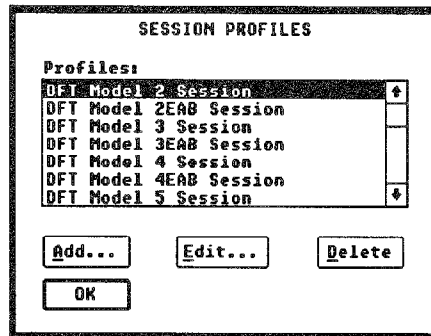 SESSION PROFILES
Profiles:
DFT Model 2 Session
DFT Model 2EAB Session
DFT Model 3 Session
DFT Model 3EAB Session
DFT Model 4 Session
DFT Model 4EAB Session
DFT Model 5 Session
Add... Edit... Delete
OK